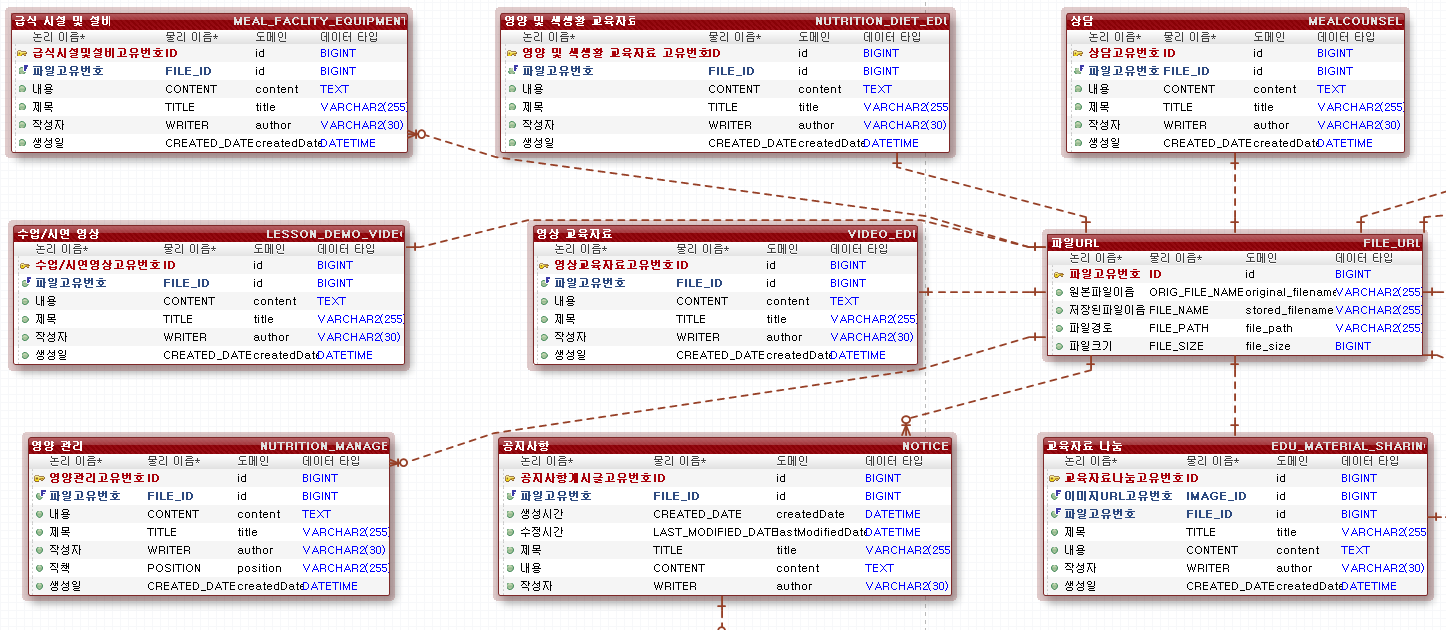 급식 시설 및 설비 MEAL_FACLITY_EQUIPMENT
논리 이름* 물리 이름* 도메인 데이터 타입
급식시설및설비고유번호 ID id BIGINT
파일고유번호 FILE_ID id BIGINT
내용 CONTENT content TEXT
제목 TITLE title VARCHAR2(255)
작성자 WRITER author VARCHAR2(30)
생성일 CREATED_DATE createdDate DATETIME
영양 및 식생활 교육자료 NUTRITION_DIET_EDU
논리 이름* 물리 이름* 도메인 데이터 타입
영양 및 식생활 교육자료 고유번호 ID id BIGINT
파일고유번호 FILE_ID id BIGINT
내용 CONTENT content TEXT
제목 TITLE title VARCHAR2(255
작성자 WRITER author VARCHAR2(30)
생성일 CREATED_DATE createdDate DATETIME
상담 MEALCOUNSEL
논리 이름* 물리 이름* 도메인 데이터 타입
상담고유번호 ID id BIGINT
파일고유번호 FILE_ID id BIGINT
내용 CONTENT content TEXT
제목 TITLE title VARCHAR2(255)
작성자 WRITER author VARCHAR2(30)
생성일 CREATED_DATE createdDate DATETIME
수업/시연 영상 LESSON_DEMO_VIDEO
논리 이름* 물리 이름* 도메인 데이터 타입
수업/시연영상고유번호 ID id BIGINT
파일고유번호 FILE_ID id BIGINT
내용 CONTENT content TEXT
제목 TITLE title VARCHAR2(255)
작성자 WRITER author VARCHAR2(30)
생성일 CREATED_DATE createdDate DATETIME
영상 교육자료 VIDEO_EDU
논리 이름* 물리 이름* 도메인 데이터 타입
영상교육자료고유번호 ID id BIGINT
파일고유번호 FILE_ID id BIGINT
내용 CONTENT content TEXT
제목 TITLE title VARCHAR2(255)
작성자 WRITER author VARCHAR2(30)
생성일 CREATED_DATE createdDate DATETIME
파일URL FILE_URL
논리 이름* 물리 이름* 도메인 데이터 타입
파일고유번호 ID id BIGINT
원본파일이름 ORIG_FILE_NAME original_filename VARCHAR2(255)
저장된파일이름 FILE_NAME stored_filename VARCHAR2(255)
파일경로 FILE_PATH file_path VARCHAR2(255)
파일크기 FILE_SIZE file_size BIGINT
영양 관리 NUTRITION_MANAGE
논리 이름* 물리 이름* 도메인 데이터 타입
영양관리고유번호 ID id BIGINT
파일고유번호 FILE_ID id BIGINT
내용 CONTENT content TEXT
제목 TITLE title VARCHAR2(255)
작성자 WRITER author VARCHAR2(30)
직책 POSITION position VARCHAR2(255)
생성일 CREATED_DATE createdDate DATETIME
공지사항 NOTICE
논리 이름* 물리 이름* 도메인 데이터 타입
공지사항게시글고유번호 ID id BIGINT
파일고유번호 FILE_ID id BIGINT
생성시간 CREATED_DATE createdDate DATETIME
수정시간 LAST_MODIFIED_DATE lastModifiedDate DATETIME
제목 TITLE title VARCHAR2(255
내용 CONTENT content TEXT
작성자 WRITER author VARCHAR2(30)
교육자료 나눔 EDU_MATERIAL_SHARIN
논리 이름* 물리 이름* 도메인 데이터 타입
교육자료나눔고유번호 ID id BIGINT
이미지URL고유번호 IMAGE_ID id BIGINT
파일고유번호 FILE_ID id BIGINT
제목 TITLE title VARCHAR2(255
내용 CONTENT content TEXT
작성자 WRITER author VARCHAR2(30)
생성일 CREATED_DATE createdDate DATETIME